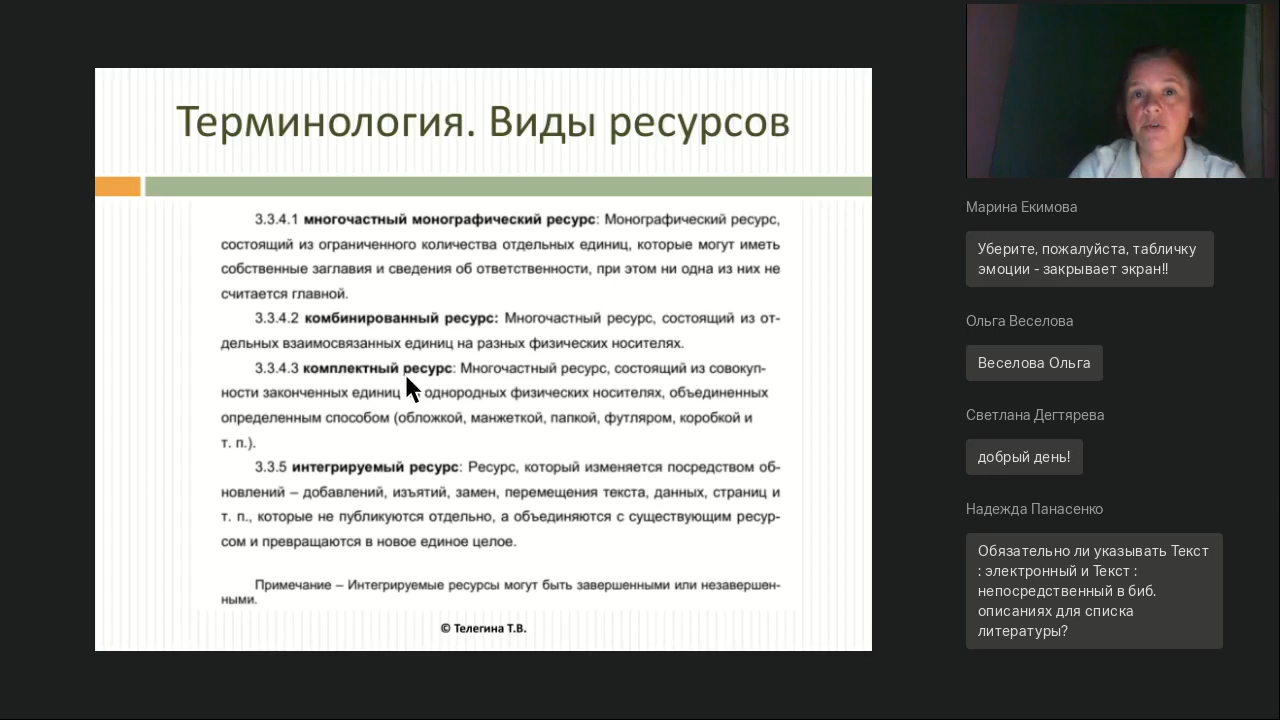 Терминология. Виды ресурсов
3.3.4.1 многочастный монографический ресурс: Монографический ресурс,
состоящий из ограниченного количества отдельных единиц, которые могут иметь
собственные заглавия и сведения об ответственности, при этом ни одна из них не
считается главной.
3.3.4.2 комбинированный ресурс: Многочастный ресурс, состоящий из от-
дельных взаимосвязанных единиц на разных физических носителях.
3.3.4.3 комплектный ресурс: Многочастный ресурс, состоящий из совокуп-
ности законченных единиц однородных физических носителях, объединенных
определенным способом (обложкой, манжеткой, папкой, футляром, коробкой и
т. п.).
3.3.5 интегрируемый ресурс: Ресурс, который изменяется посредством об-
новлений – добавлений, изъятий, замен, перемещения текста, данных, страниц и
т. п., которые не публикуются отдельно, а объединяются с существующим ресур-
сом и превращаются в новое единое целое.
Примечание – Интегрируемые ресурсы могут быть завершенными или незавершен-
ными.
© Телегина Т.В.
Марина Екимова
Уберите, пожалуйста, табличку
эмоции - закрывает экран!!
Ольга Веселова
Веселова Ольга
Светлана Дегтярева
добрый день!
Надежда Панасенко
Обязательно ли указывать Текст
: электронный и Текст :
непосредственный в биб.
описаниях для списка
литературы?